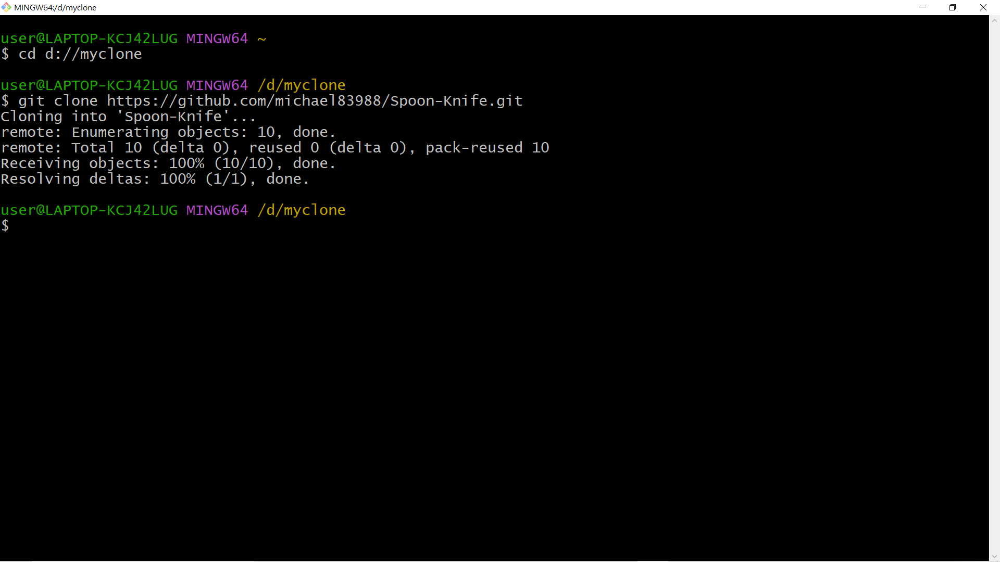 MINGW64:/d/myclone
user@LAPTOP-KCJ42LUG MINGW64 ~
$ cd d://myclone
user@LAPTOP-KCJ42LUG MINGW64 /d/myclone
$ git clone https://github.com/michael83988/Spoon-Knife.git
Cloning into 'Spoon-Knife'...
remote: Enumerating objects: 10, done.
remote: Total 10 (delta 0), reused 0 (delta 0), pack-reused 10
Receiving objects: 100% (10/10), done.
Resolving deltas: 100% (1/1), done.
user@LAPTOP-KCJ42LUG MINGW64 /d/myclone
$